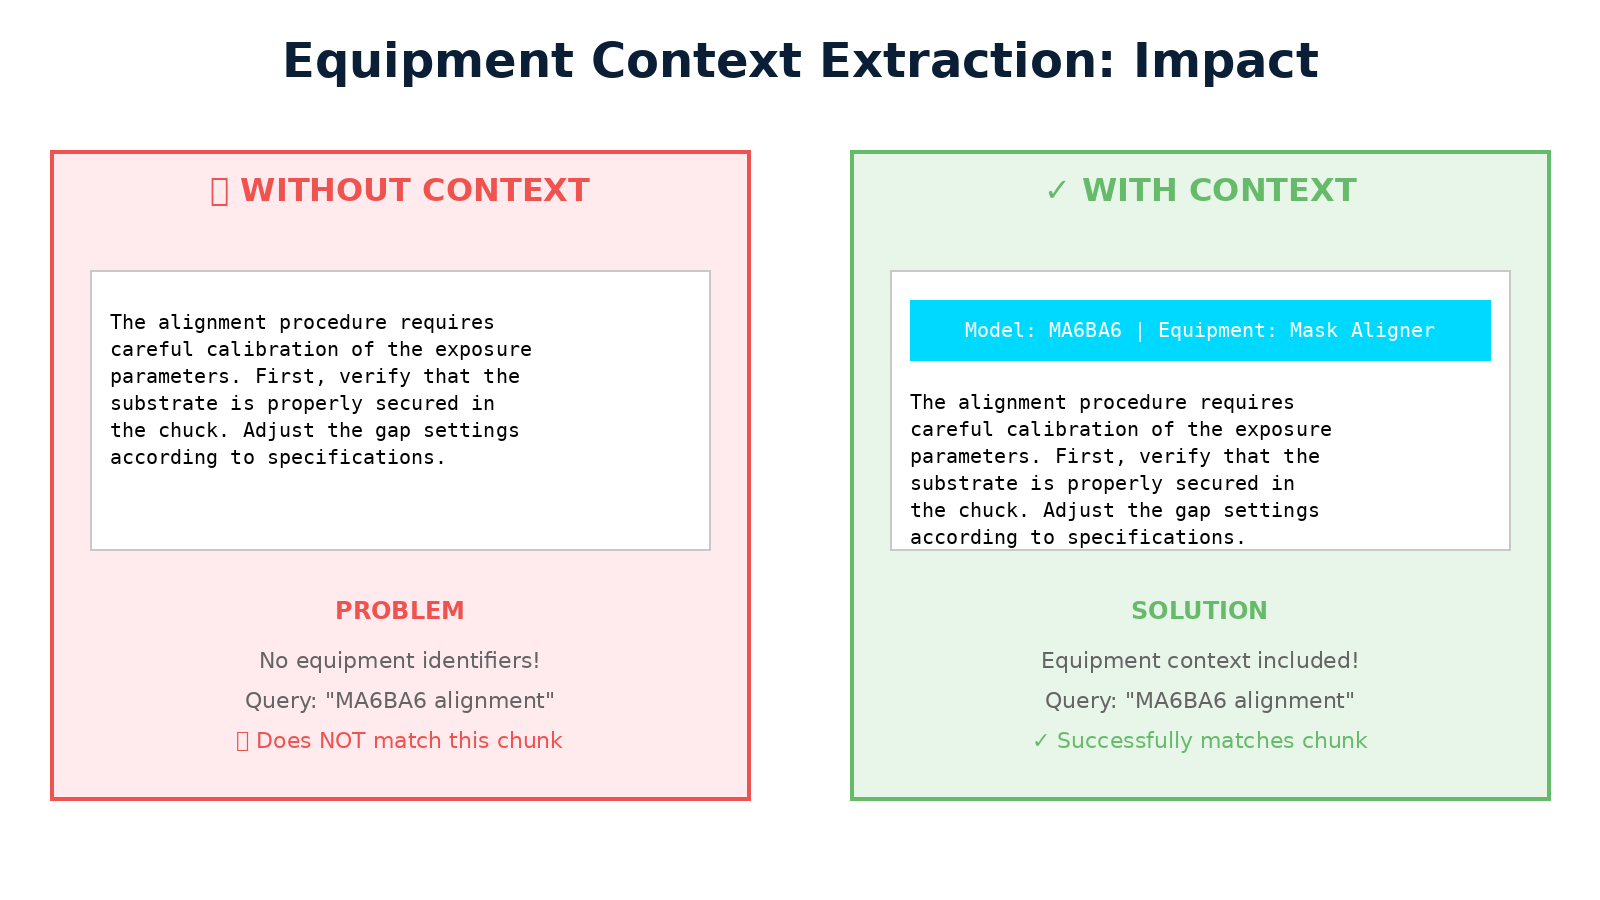 Equipment Context Extraction: Impact
WITHOUT CONTEXT
The alignment procedure requires
careful calibration of the exposure
parameters. First, verify that the
substrate is properly secured in
the chuck. Adjust the gap settings
according to specifications.
PROBLEM
No equipment identifiers!
Query: "MA6BA6 alignment"
Does NOT match this chunk
✓ WITH CONTEXT
Model: MA6BA6 | Equipment: Mask Aligner
The alignment procedure requires
careful calibration of the exposure
parameters. First, verify that the
substrate is properly secured in
the chuck. Adjust the gap settings
according to specifications.
SOLUTION
Equipment context included!
Query: "MA6BA6 alignment"
✓ Successfully matches chunk